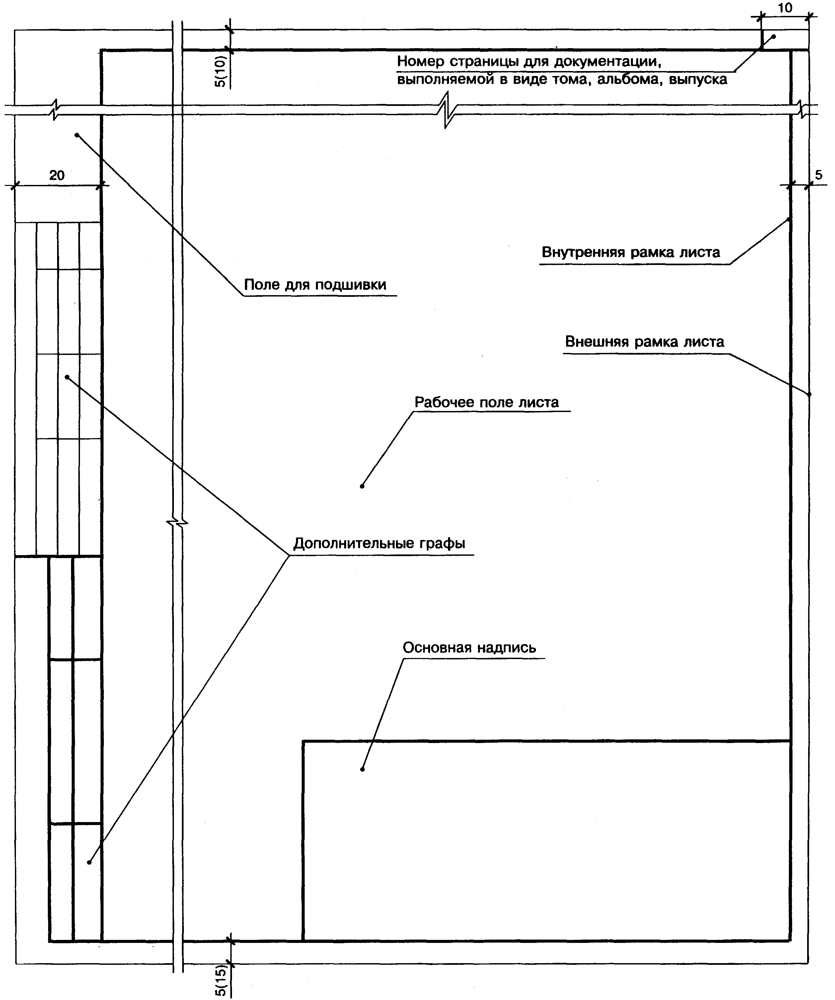 10
5(10)
Номер страницы для документации,
выполняемой в виде тома, альбома, выпуска
20
5
Внутренняя рамка листа
Поле для подшивки
Внешняя рамка листа
Рабочее поле листа
Дополнительные графы
Основная надпись
5(15)